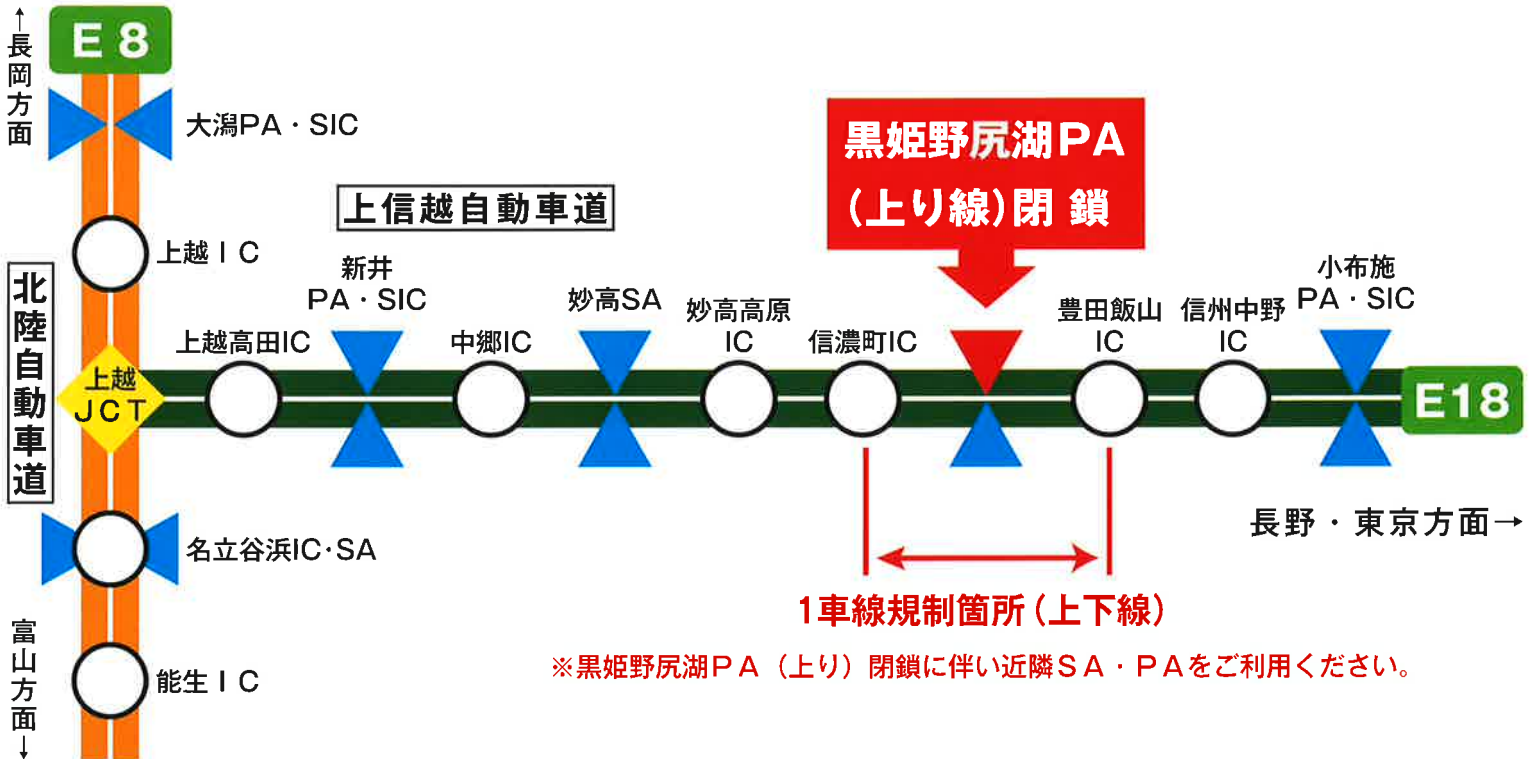 ↑長岡方面
E8
大潟PA・SIC
上越IC
北陸自動車道
上越
JCT
名立谷浜IC・SA
能生IC
富山方面↓
上信越自動車道
上越高田IC
新井
PA・SIC
中郷IC
妙高SA
妙高高原
IC
信濃町IC
黒姫野尻湖PA
(上り線)閉鎖
豊田飯山
IC
信州中野
IC
小布施
PA・SIC
E18
長野・東京方面→
1車線規制箇所(上下線)
※黒姫野尻湖PA(上り)閉鎖に伴い近隣SA・PAをご利用ください。